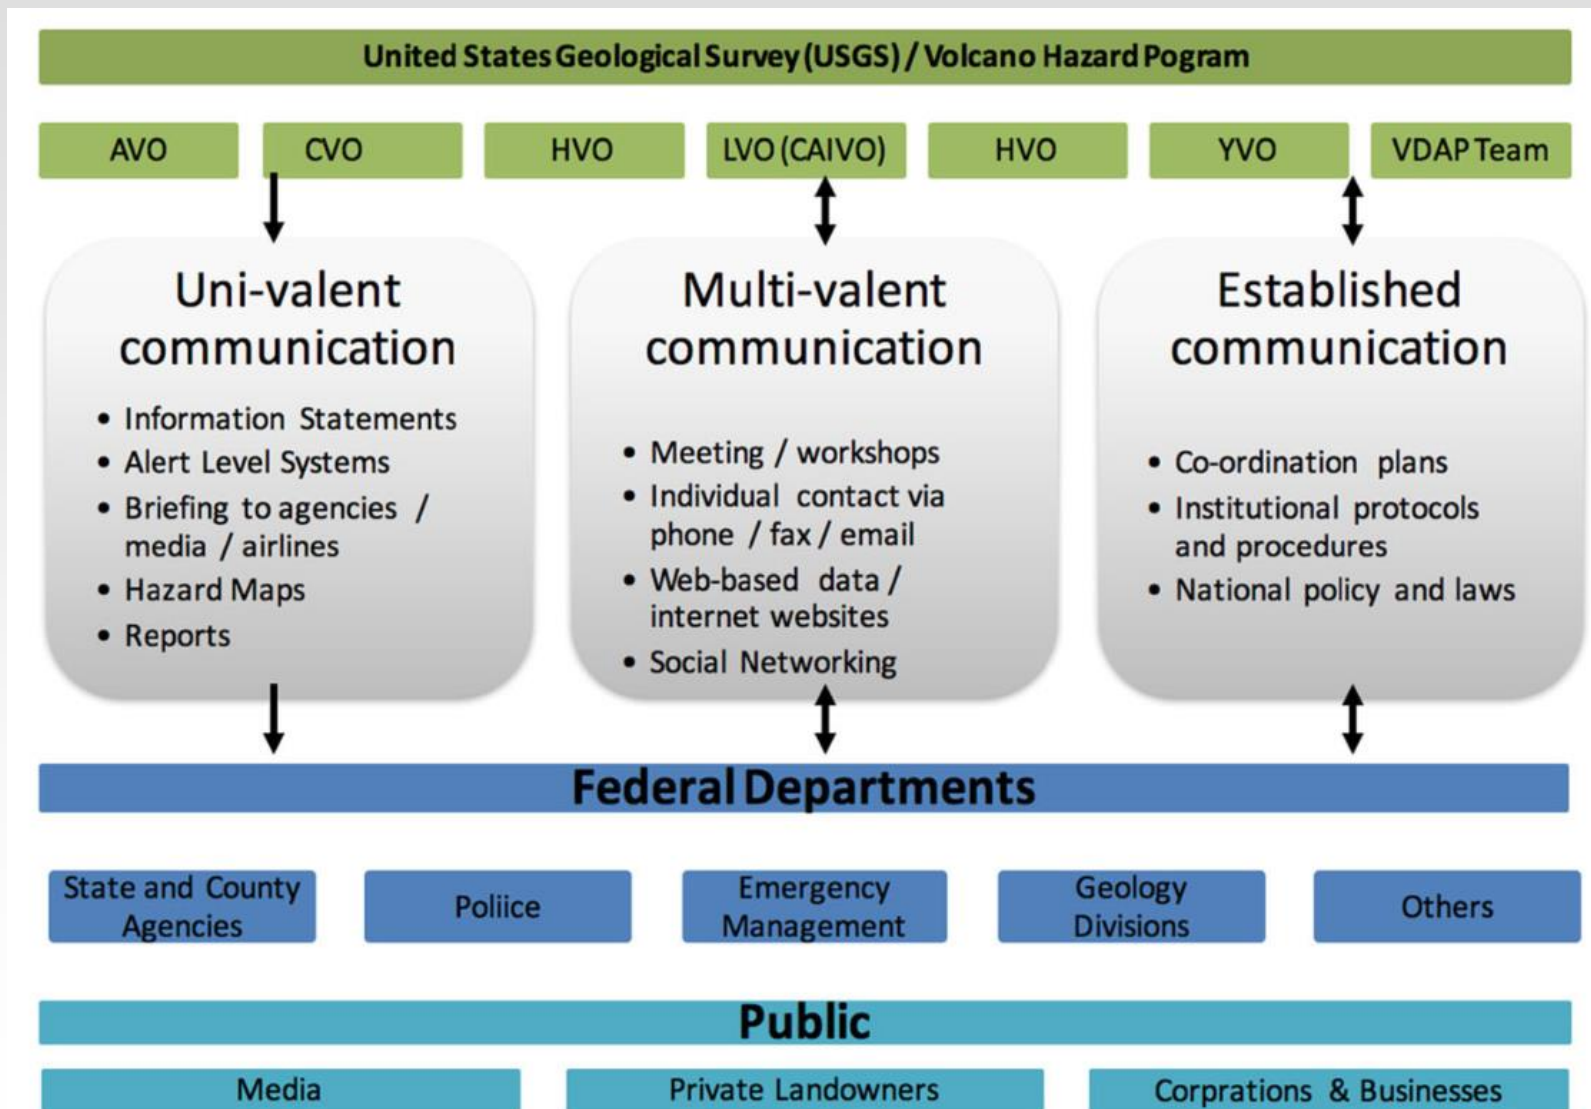 United States Geological Survey (USGS) / Volcano Hazard Pogram
AVO
CVO
HVO
LVO (CAIVO)
HVO
YVO
VDAP Team
Uni-valent
communication
• Information Statements
• Alert Level Systems
• Briefing to agencies /
media / airlines
• Hazard Maps
• Reports
Multi-valent
communication
• Meeting / workshops
• Individual contact via
phone / fax / email
• Web-based data /
internet websites
• Social Networking
Established
communication
• Co-ordination plans
• Institutional protocols
and procedures
• National policy and laws
Federal Departments
State and County
Agencies
Poliice
Emergency
Management
Geology
Divisions
Others
Public
Media
Private Landowners
Corprations & Businesses